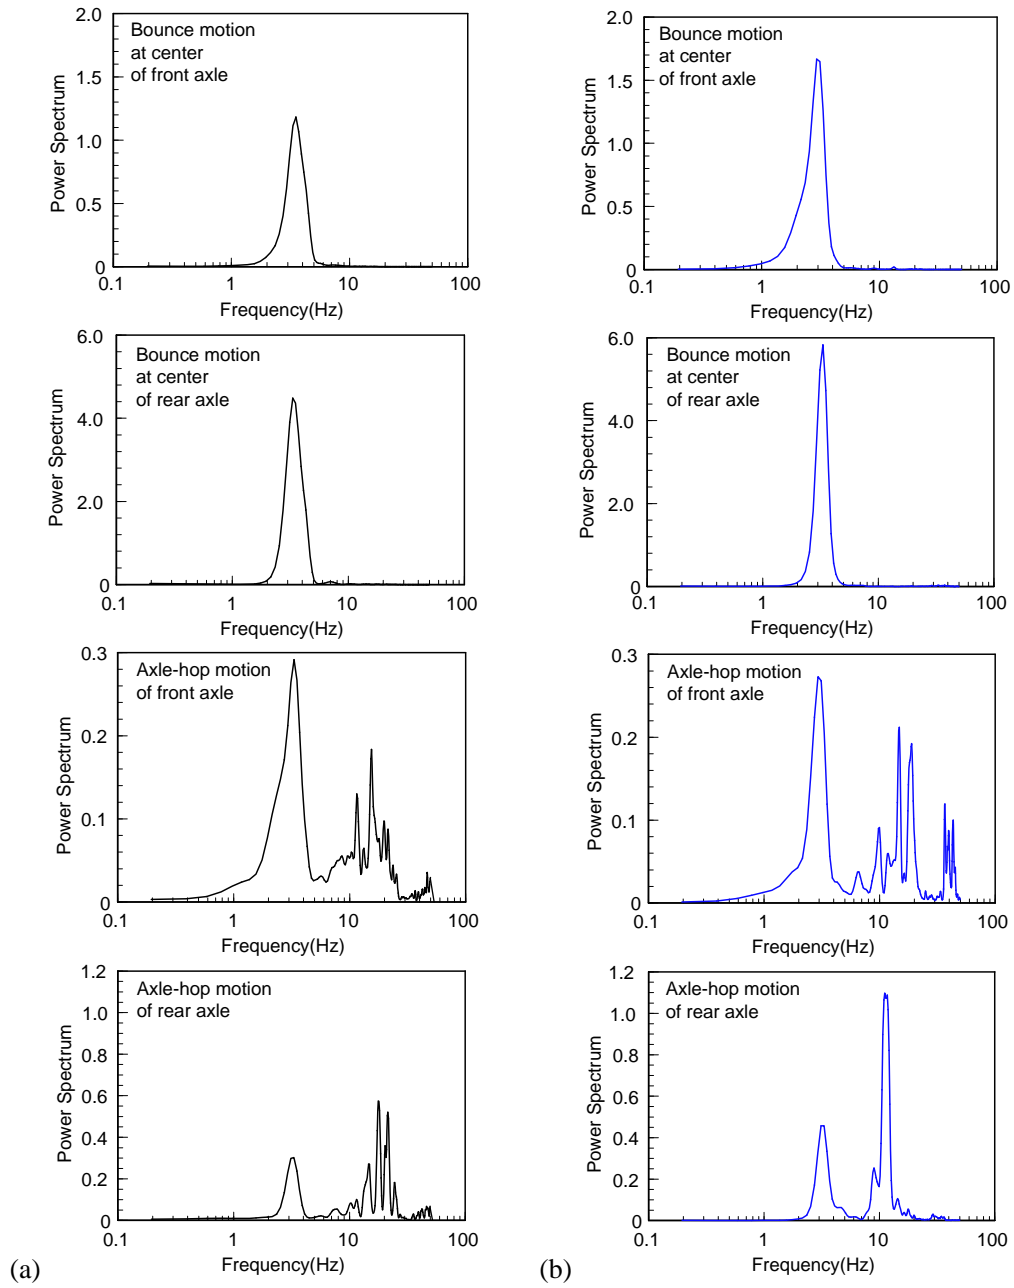 2.0
1.5
1.0
0.5
0
Power Spectrum
Bounce motion
at center
of front axle
0.1 1 10 100
Frequency(Hz)
2.0
1.5
1.0
0.5
0
Power Spectrum
Bounce motion
at center
of front axle
0.1 1 10 100
Frequency(Hz)
6.0
4.0
2.0
0
Power Spectrum
Bounce motion
at center
of rear axle
0.1 1 10 100
Frequency(Hz)
6.0
4.0
2.0
0
Power Spectrum
Bounce motion
at center
of rear axle
0.1 1 10 100
Frequency(Hz)
0.3
0.2
0.1
0
Power Spectrum
Axle-hop motion
of front axle
0.1 1 10 100
Frequency(Hz)
0.3
0.2
0.1
0
Power Spectrum
Axle-hop motion
of front axle
0.1 1 10 100
Frequency(Hz)
1.2
1.0
0.8
0.6
0.4
0.2
0
Power Spectrum
Axle-hop motion
of rear axle
0.1 1 10 100
Frequency(Hz)
1.2
1.0
0.8
0.6
0.4
0.2
0
Power Spectrum
Axle-hop motion
of rear axle
0.1 1 10 100
Frequency(Hz)
(a)
(b)